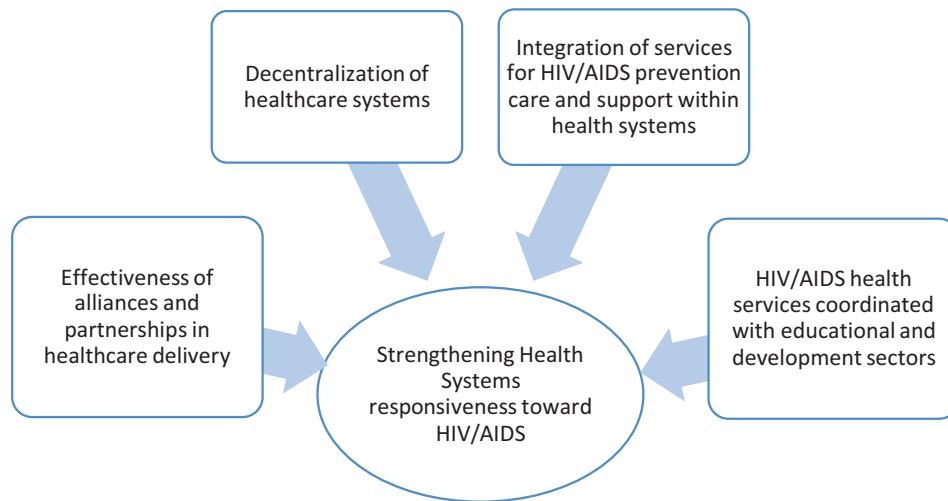 Decentralization of
healthcare systems
Integration of services
for HIV/AIDS prevention
care and support within
health systems
Effectiveness of
alliances and
partnerships in
healthcare delivery
HIV/AIDS health
services coordinated
with educational and
development sectors
Strengthening Health
Systems
responsiveness toward
HIV/AIDS